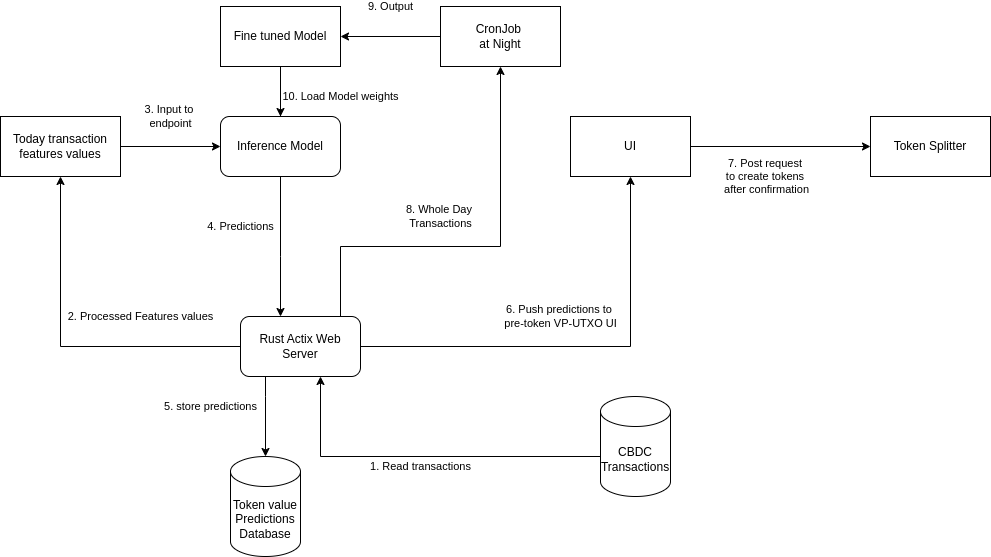 9. Output
Fine tuned Model
CronJob
at Night
10. Load Model weights
3. Input to
endpoint
Today transaction
features values
Inference Model
UI
Token Splitter
7. Post request
to create tokens
after confirmation
8. Whole Day
Transactions
4. Predictions
2. Processed Features values
6. Push predictions to
pre-token VP-UTXO UI
Rust Actix Web
Server
5. store predictions
1. Read transactions
CBDC
Transactions
Token value
Predictions
Database